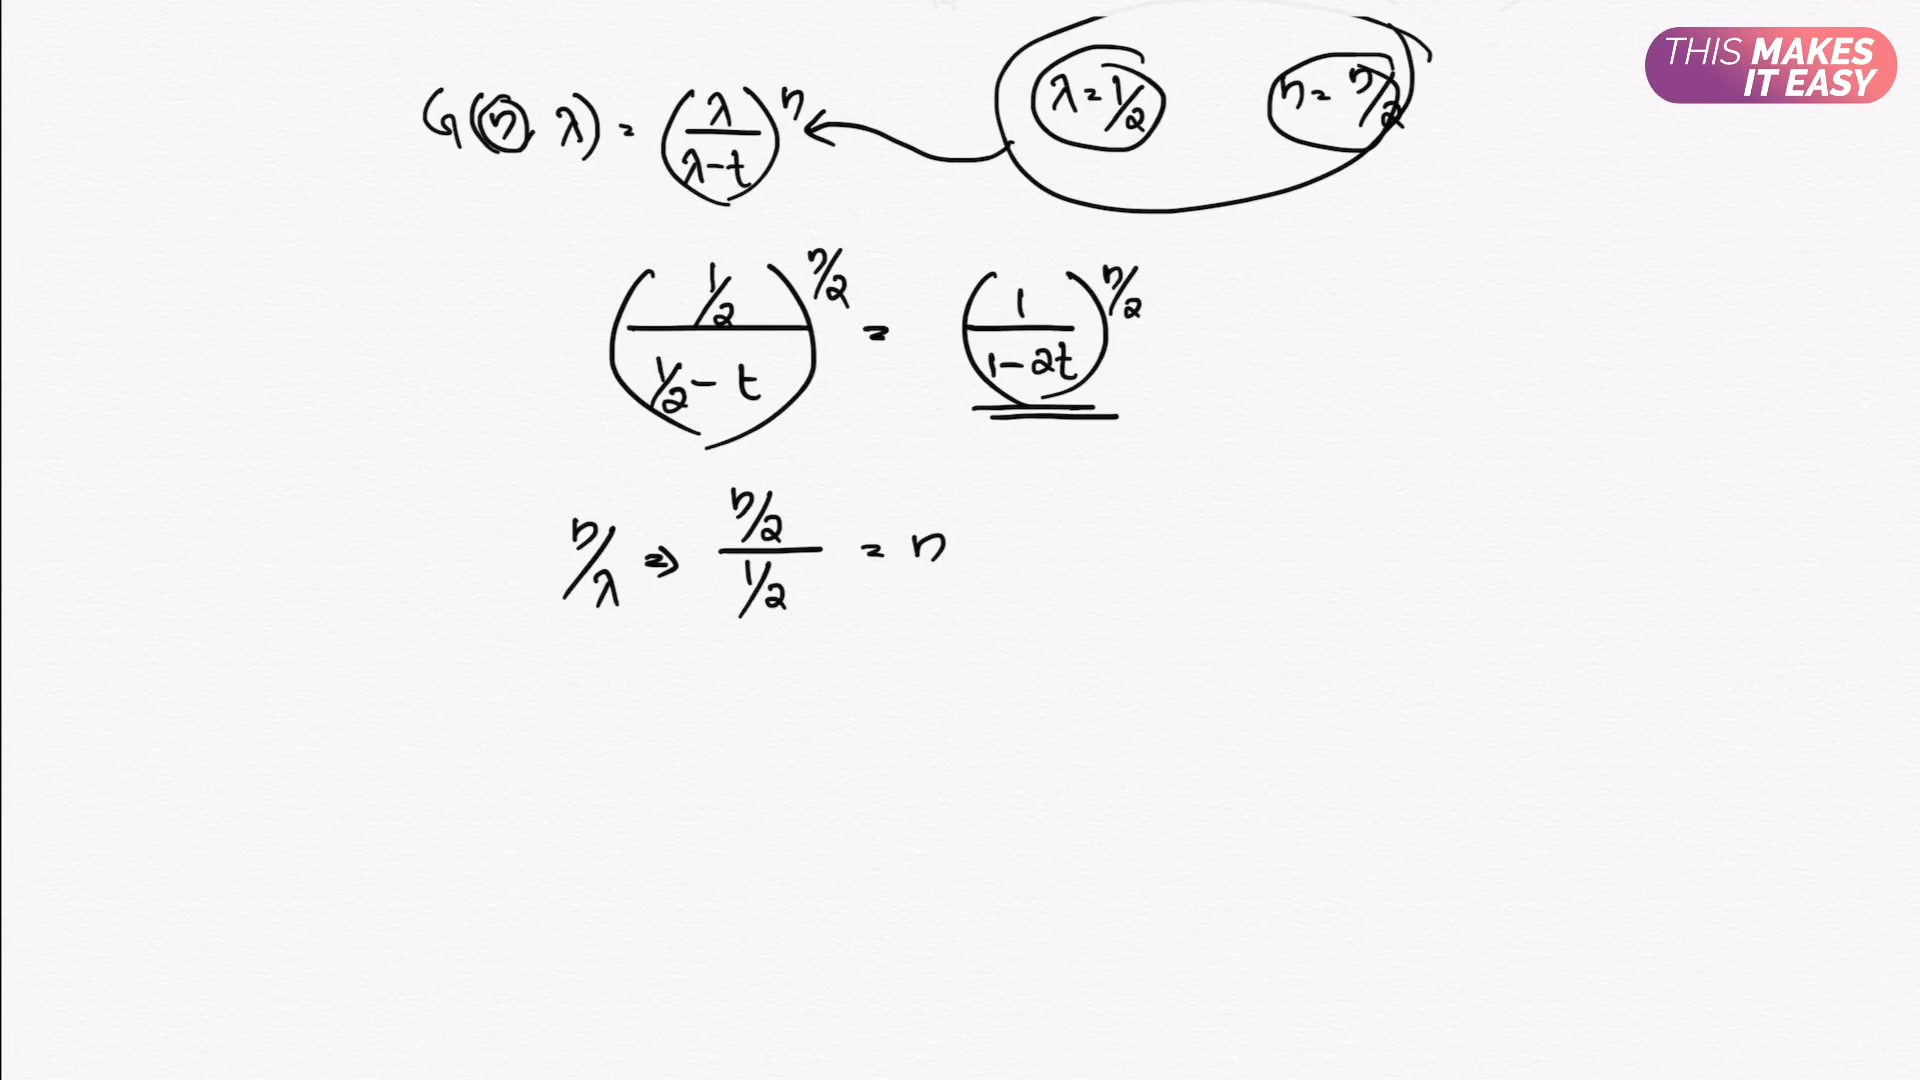 THIS MAKES
IT EASY
G(n, λ) = (λ/(λ-t))^n ← λ = 1/2 n = n/2
((1/2)/(1/2 - t))^(n/2) = (1/(1-2t))^(n/2)
n/λ ⇒ (n/2)/(1/2) = n